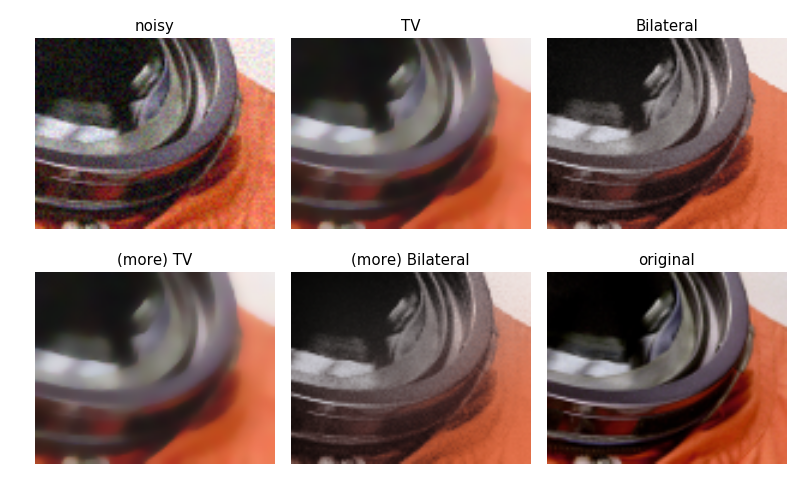 noisy
TV
Bilateral
(more) TV
(more) Bilateral
original